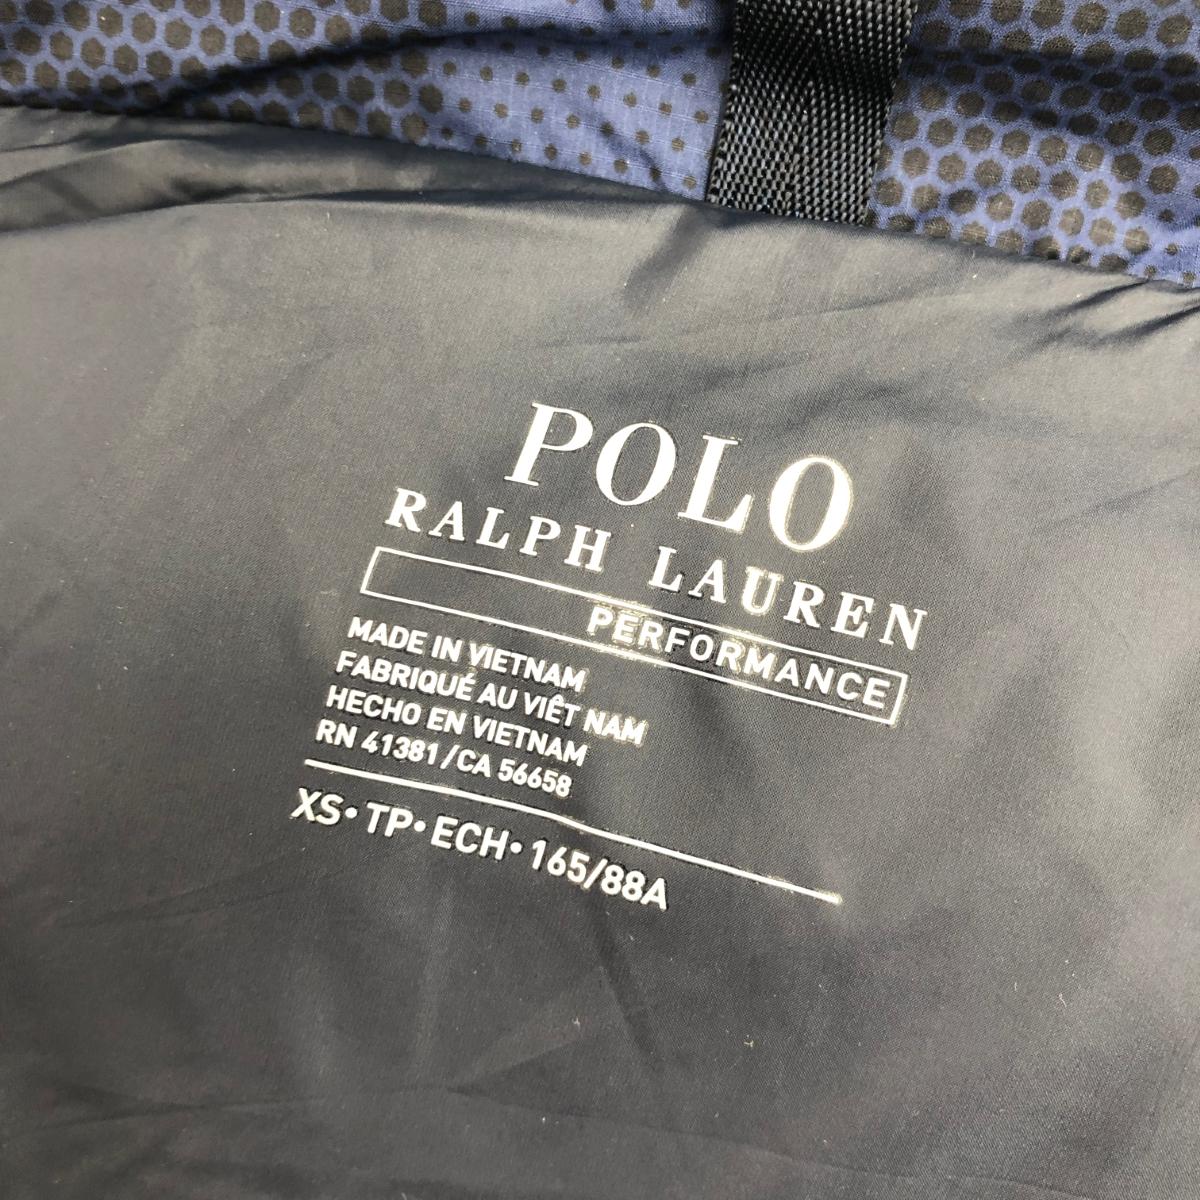 POLO
RALPH LAUREN
PERFORMANCE
MADE IN VIETNAM
FABRIQUÉ AU VIÊT NAM
HECHO EN VIETNAM
RN 41381/CA 56658
XS• TP• ECH• 165/88A